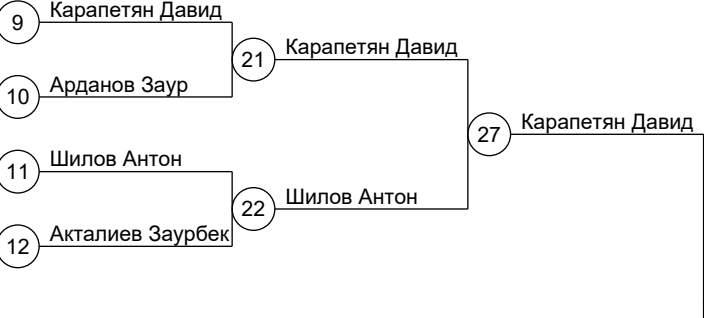 9 Карапетян Давид
21 Карапетян Давид
10 Арданов Заур
27 Карапетян Давид
11 Шилов Антон
22 Шилов Антон
12 Акталиев Заурбек